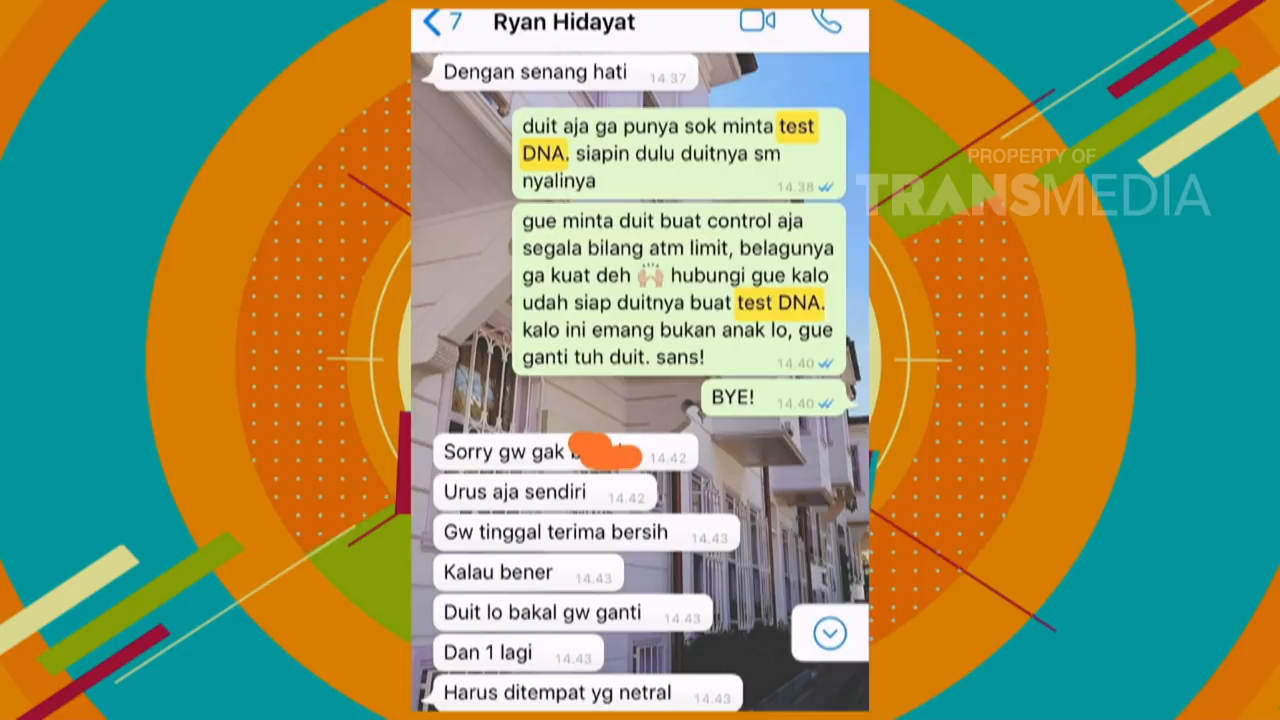 7 Ryan Hidayat
Dengan senang hati 14.37
duit aja ga punya sok minta test
DNA. siapin dulu duitnya sm
nyalinya 14.38
PROPERTY OF
TRANSMEDIA
gue minta duit buat control aja
segala bilang atm limit, belagunya
ga kuat deh 🙌🏻 hubungi gue kalo
udah siap duitnya buat test DNA.
kalo ini emang bukan anak lo, gue
ganti tuh duit. sans! 14.40
BYE! 14.40
Sorry gw gak 14.42
Urus aja sendiri 14.42
Gw tinggal terima bersih 14.43
Kalau bener 14.43
Duit lo bakal gw ganti 14.43
Dan 1 lagi 14.43
Harus ditempat yg netral 14.43